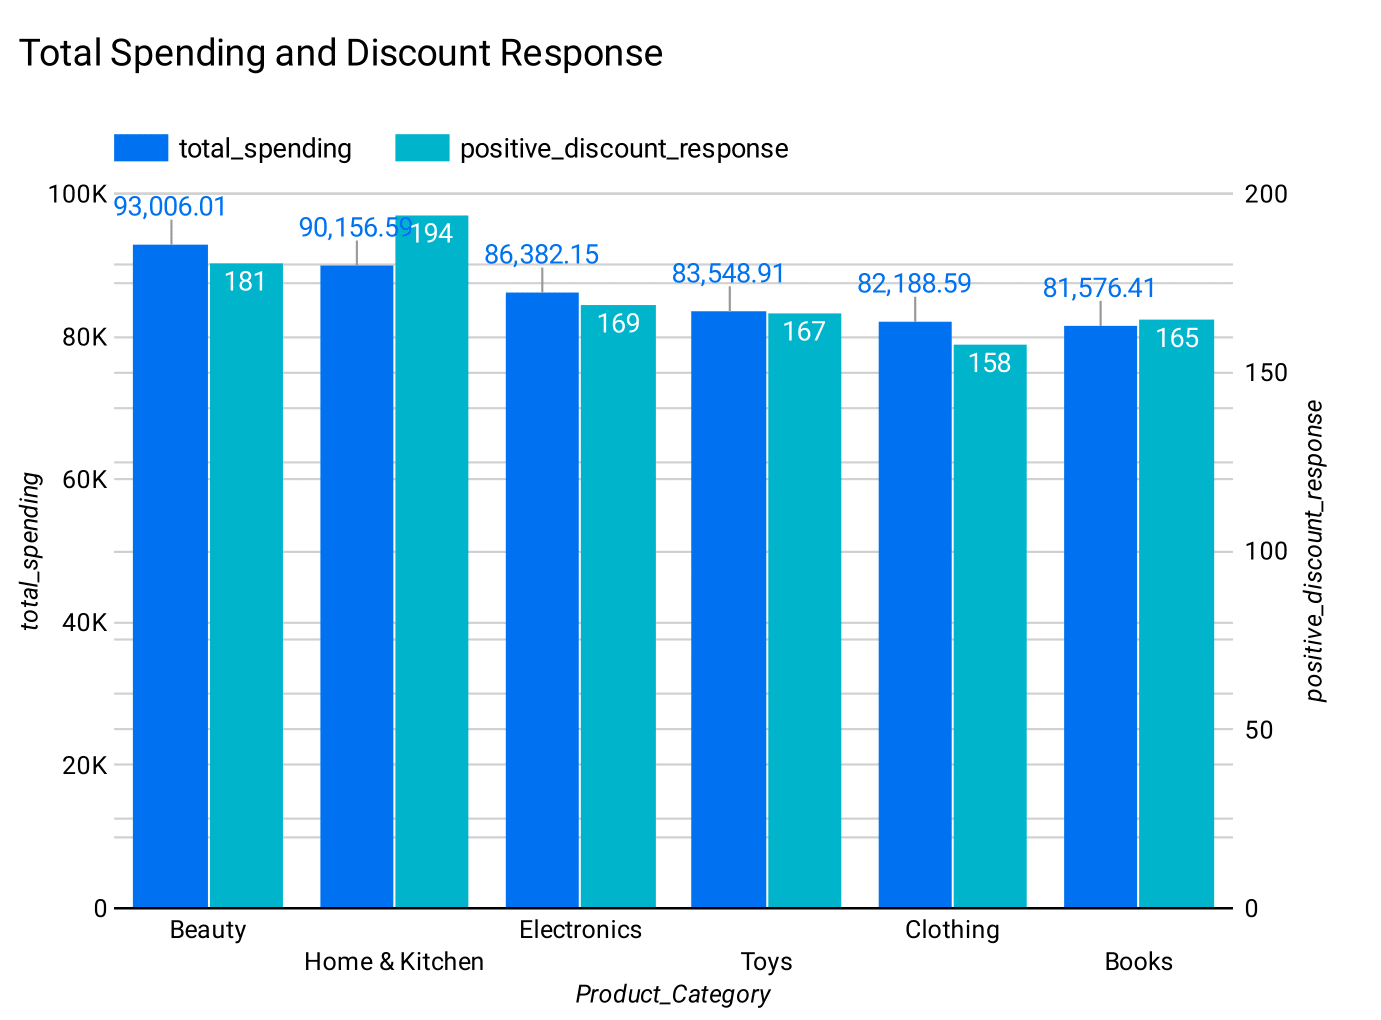 Total Spending and Discount Response
total_spending positive_discount_response
100K 200
93,006.01
90,156.59 194
86,382.15
181
83,548.91
82,188.59
81,576.41
169
167
165
80K
158
150
60K
100
40K
50
20K
0 0
total_spending
positive_discount_response
Beauty Electronics Clothing
Home & Kitchen Toys Books
Product_Category